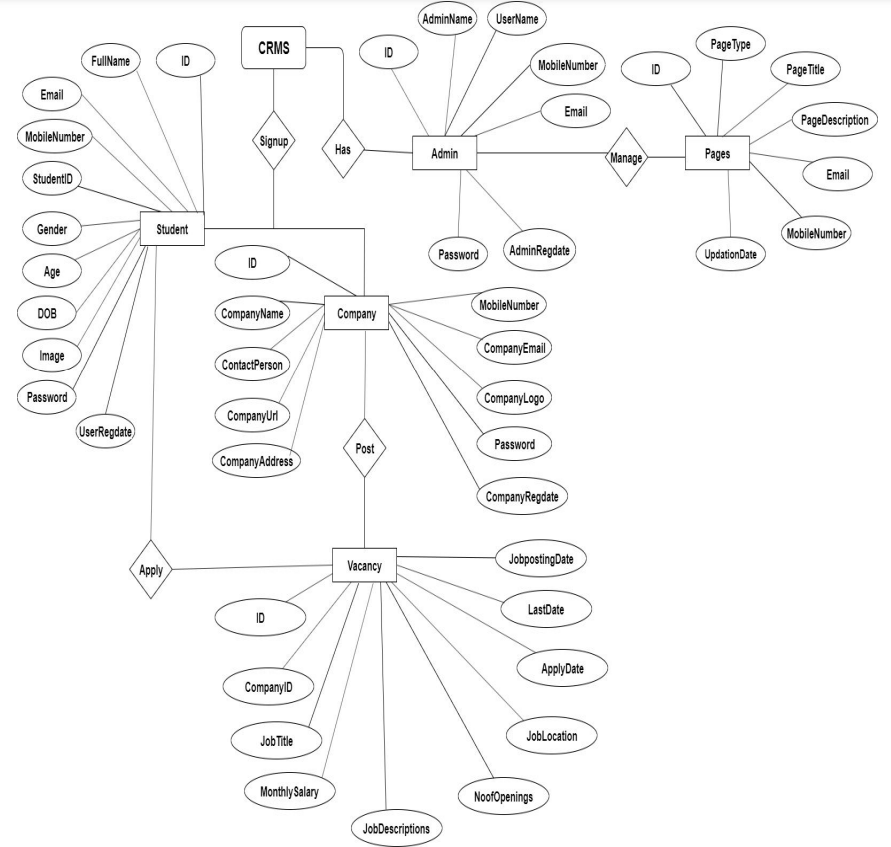 AdminName
UserName
CRMS
ID
FullName
ID
PageType
MobileNumber
ID
PageTitle
Email
Email
PageDescription
MobileNumber
Signup
Has
Admin
Manage
Pages
StudentID
Email
Gender
Student
MobileNumber
Password
AdminRegdate
UpdationDate
Age
ID
DOB
CompanyName
Company
MobileNumber
CompanyEmail
Image
ContactPerson
Password
CompanyLogo
UserRegdate
CompanyUrl
Post
Password
CompanyAddress
CompanyRegdate
Apply
Vacancy
JobpostingDate
ID
LastDate
CompanyID
ApplyDate
JobTitle
JobLocation
MonthlySalary
NoofOpenings
JobDescriptions